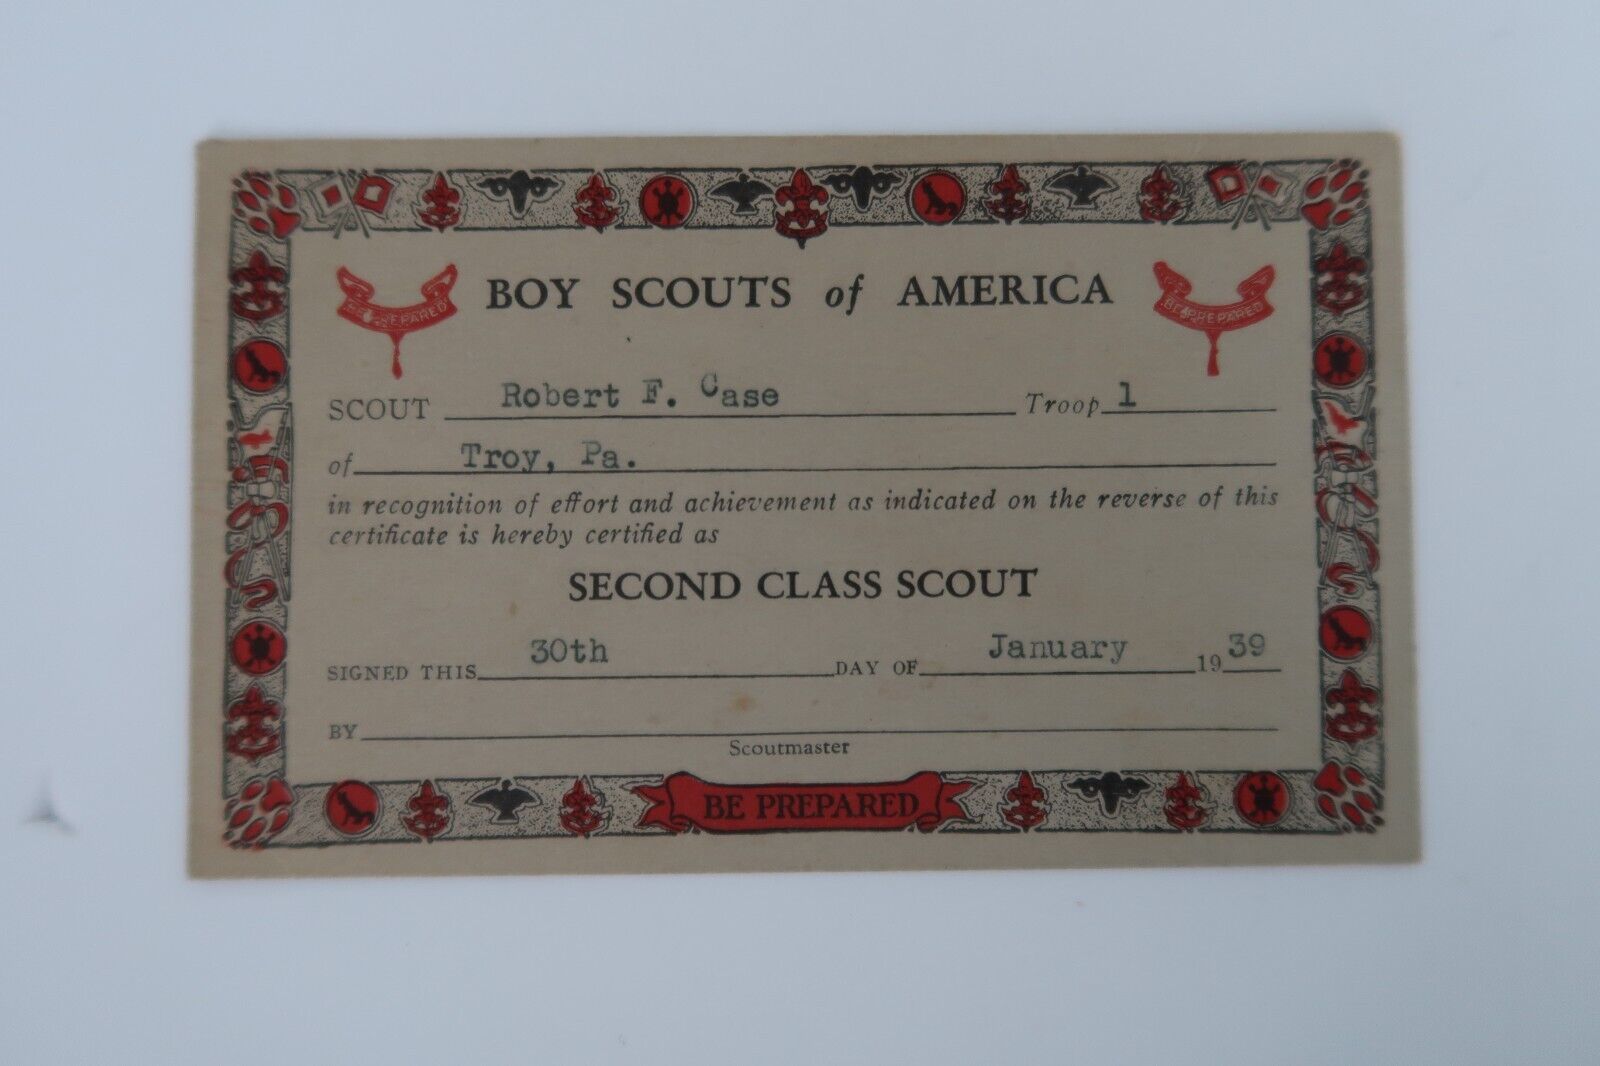 BOY SCOUTS of AMERICA
BE PREPARED
BE PREPARED
SCOUT Robert F. Case Troop 1
of Troy, Pa.
in recognition of effort and achievement as indicated on the reverse of this
certificate is hereby certified as
SECOND CLASS SCOUT
SIGNED THIS 30th DAY OF January 1939
BY
Scoutmaster
BE PREPARED